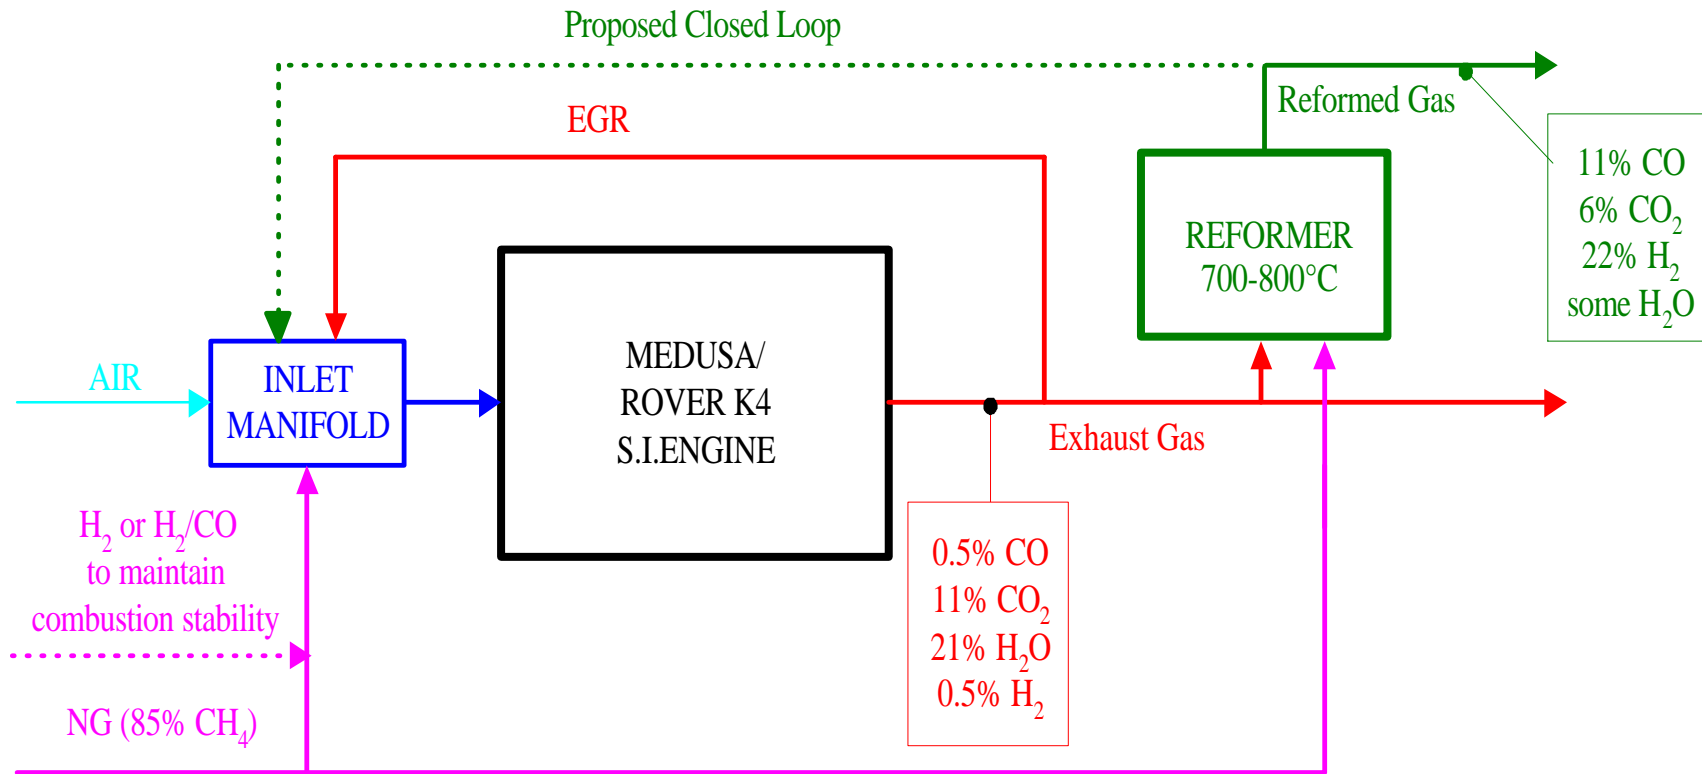 Proposed Closed Loop
Reformed Gas
EGR
11% CO
6% CO₂
22% H₂
some H₂O
REFORMER
700-800°C
MEDUSA/
ROVER K4
S.I.ENGINE
AIR
INLET
MANIFOLD
Exhaust Gas
H₂ or H₂/CO
to maintain
combustion stability
0.5% CO
11% CO₂
21% H₂O
0.5% H₂
NG (85% CH₄)